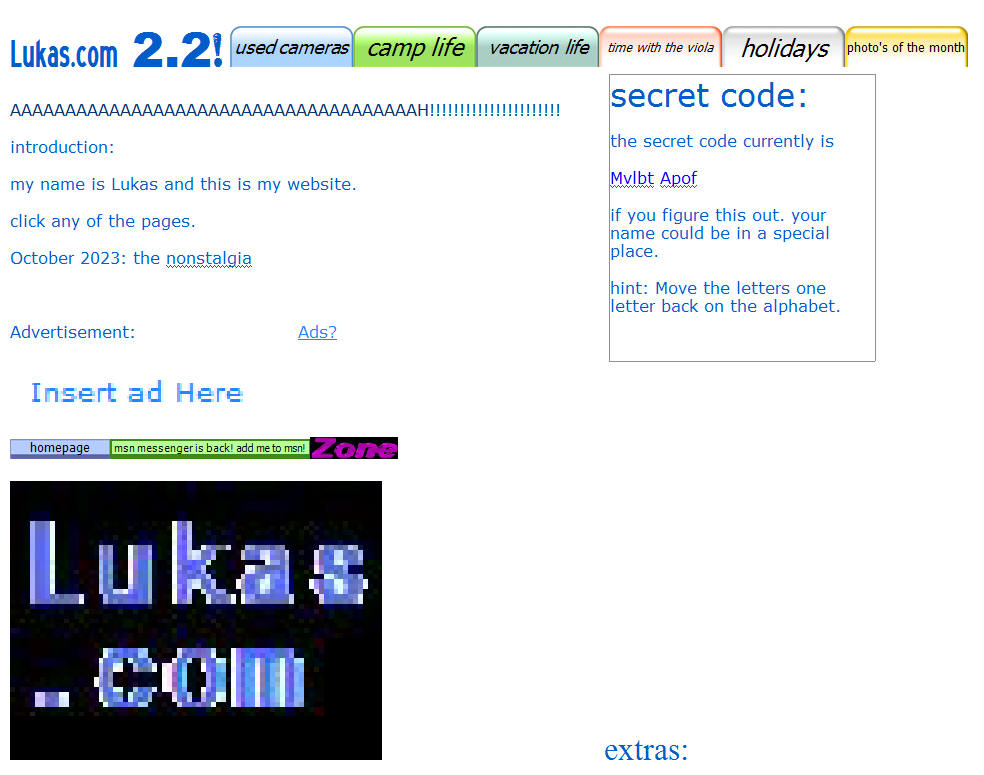 Lukas.com 2.2! used cameras camp life vacation life time with the viola holidays photo's of the month
AAAAAAAAAAAAAAAAAAAAAAAAAAAAAAAAAAAAAH!!!!!!!!!!!!!!!!!!!!!!
introduction:
my name is Lukas and this is my website.
click any of the pages.
October 2023: the nonstalgia
Advertisement: Ads?
Insert ad Here
homepage msn messenger is back! add me to msn! Zone
Lukas
.com
secret code:
the secret code currently is
Mvlbt Apof
if you figure this out. your
name could be in a special
place.
hint: Move the letters one
letter back on the alphabet.
extras: